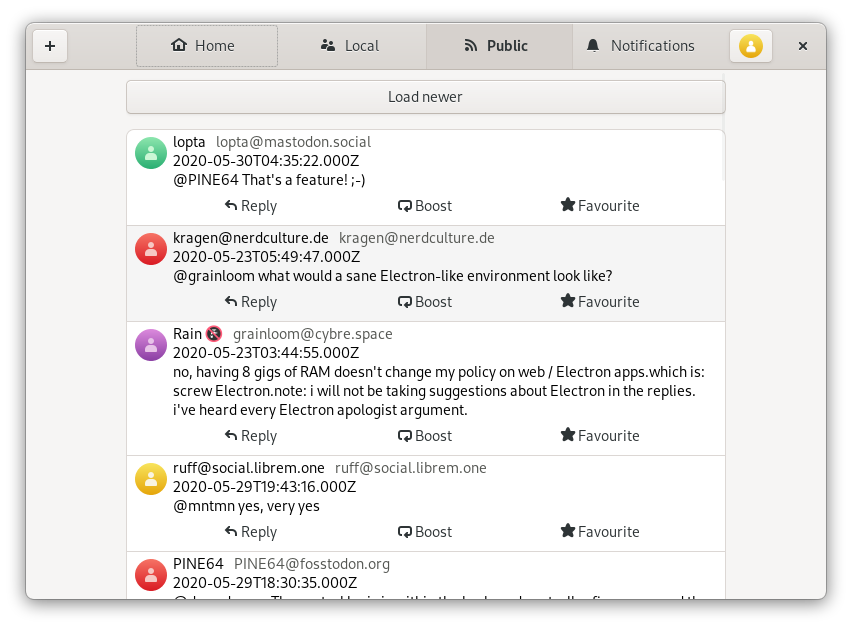 Home Local Public Notifications
Load newer
lopta lopta@mastodon.social
2020-05-30T04:35:22.000Z
@PINE64 That's a feature! ;-)
Reply Boost Favourite
kragen@nerdculture.de kragen@nerdculture.de
2020-05-23T05:49:47.000Z
@grainloom what would a sane Electron-like environment look like?
Reply Boost Favourite
Rain grainloom@cybre.space
2020-05-23T03:44:55.000Z
no, having 8 gigs of RAM doesn't change my policy on web / Electron apps.which is:
screw Electron.note: i will not be taking suggestions about Electron in the replies.
i've heard every Electron apologist argument.
Reply Boost Favourite
ruff@social.librem.one ruff@social.librem.one
2020-05-29T19:43:16.000Z
@mntmn yes, very yes
Reply Boost Favourite
PINE64 PINE64@fosstodon.org
2020-05-29T18:30:35.000Z